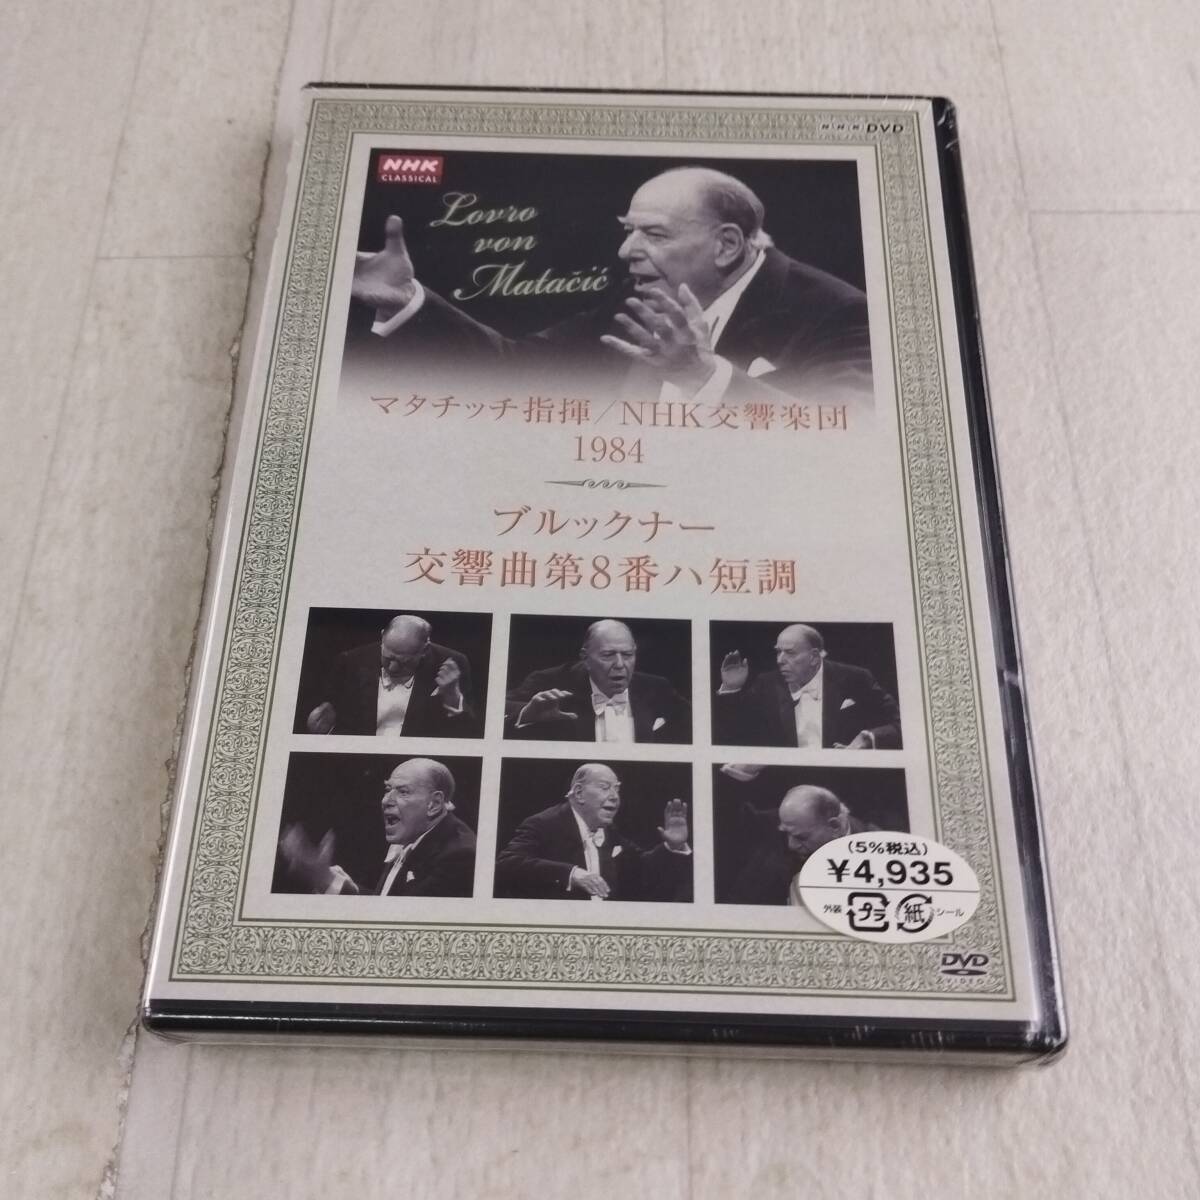 NHK DVD
NHK
CLASSICAL
Lovro
von
Matačić
マタチッチ指揮/NHK交響楽団
1984
ブルックナー
交響曲第8番ハ短調
(5%税込)
¥4,935
外装 プラ 紙 シール
DVD
VIDEO